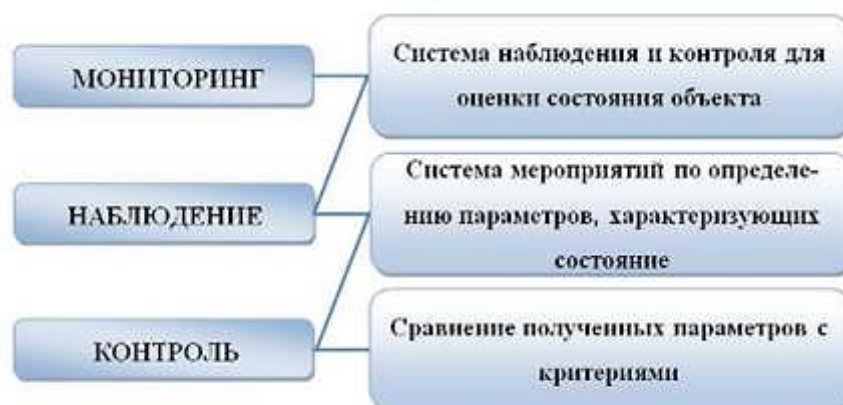 МОНИТОРИНГ
Система наблюдения и контроля для
оценки состояния объекта
НАБЛЮДЕНИЕ
Система мероприятий по определе-
нию параметров, характеризующих
состояние
КОНТРОЛЬ
Сравнение полученных параметров с
критериями